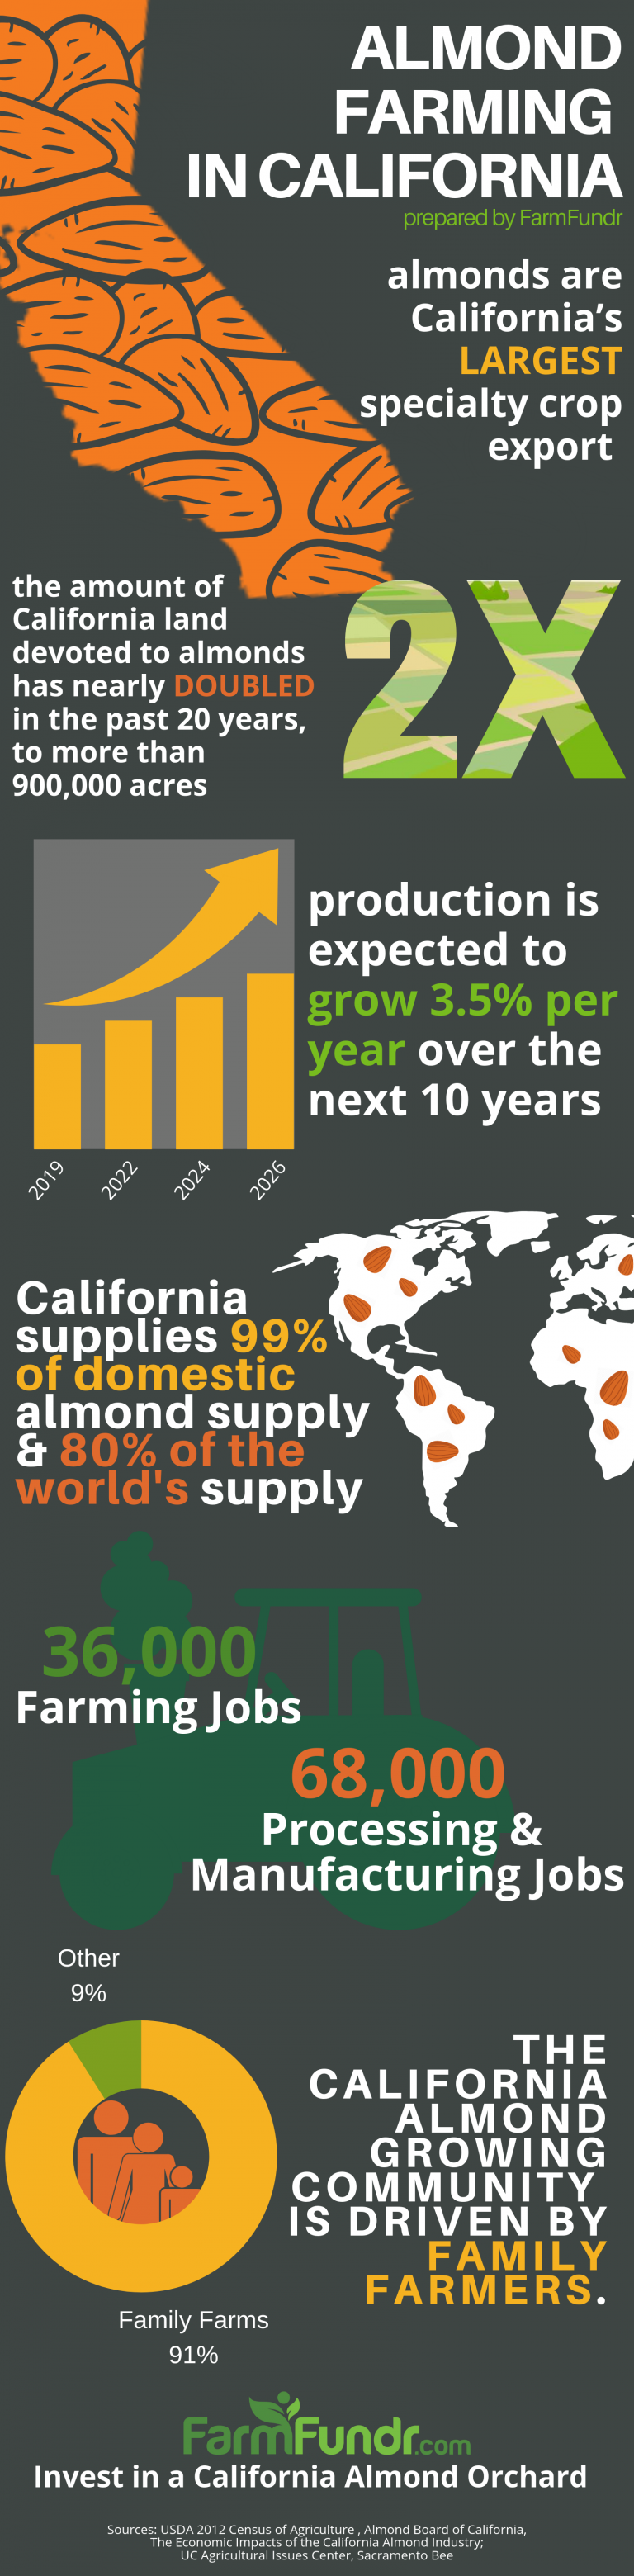 ALMOND
FARMING
IN CALIFORNIA
prepared by FarmFundr
almonds are
California's
LARGEST
specialty crop
export
the amount of
California land
devoted to almonds
has nearly DOUBLED
in the past 20 years,
to more than
900,000 acres
2X
production is
expected to
grow 3.5% per
year over the
next 10 years
2019
2022
2024
2026
California
supplies 99%
of domestic
almond supply
& 80% of the
world's supply
36,000
Farming Jobs
68,000
Processing &
Manufacturing Jobs
Other
9%
THE
CALIFORNIA
ALMOND
GROWING
COMMUNITY
IS DRIVEN BY
FAMILY
FARMERS.
Family Farms
91%
FarmFundr.com
Invest in a California Almond Orchard
Sources: USDA 2012 Census of Agriculture , Almond Board of California,
The Economic Impacts of the California Almond Industry;
UC Agricultural Issues Center, Sacramento Bee